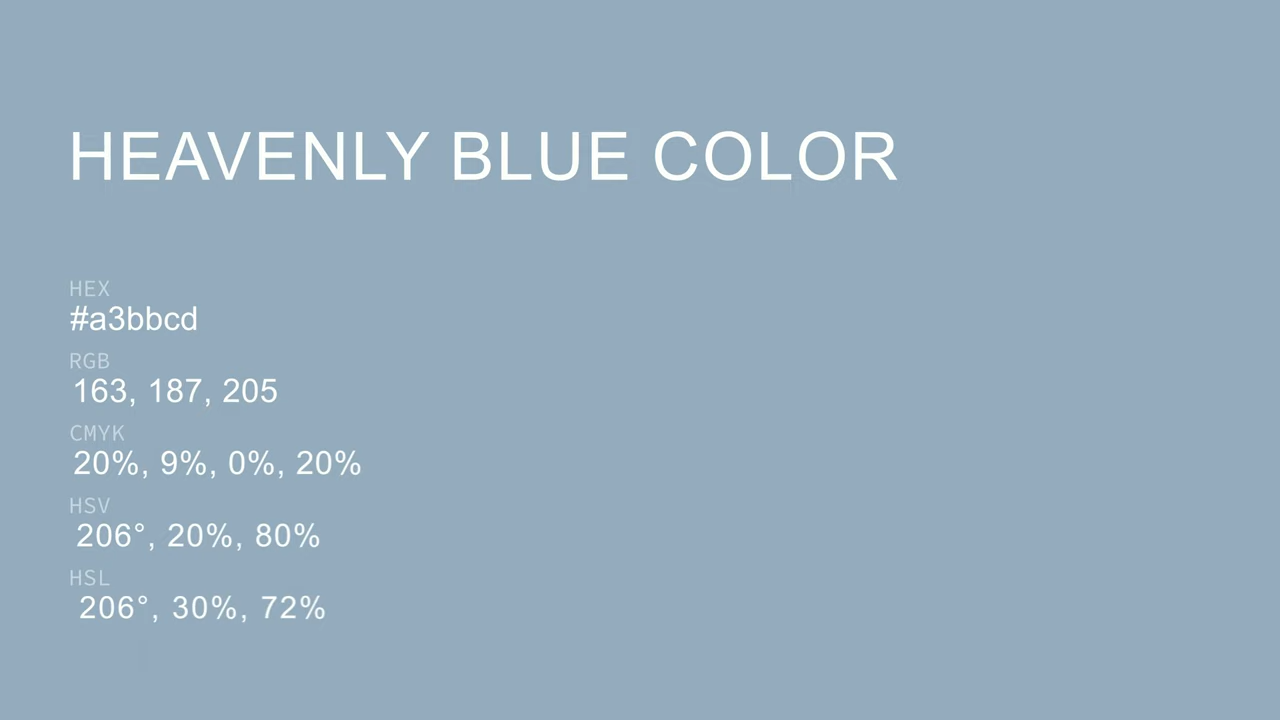 HEAVENLY BLUE COLOR
HEX
#a3bbcd
RGB
163, 187, 205
CMYK
20%, 9%, 0%, 20%
HSV
206°, 20%, 80%
HSL
206°, 30%, 72%